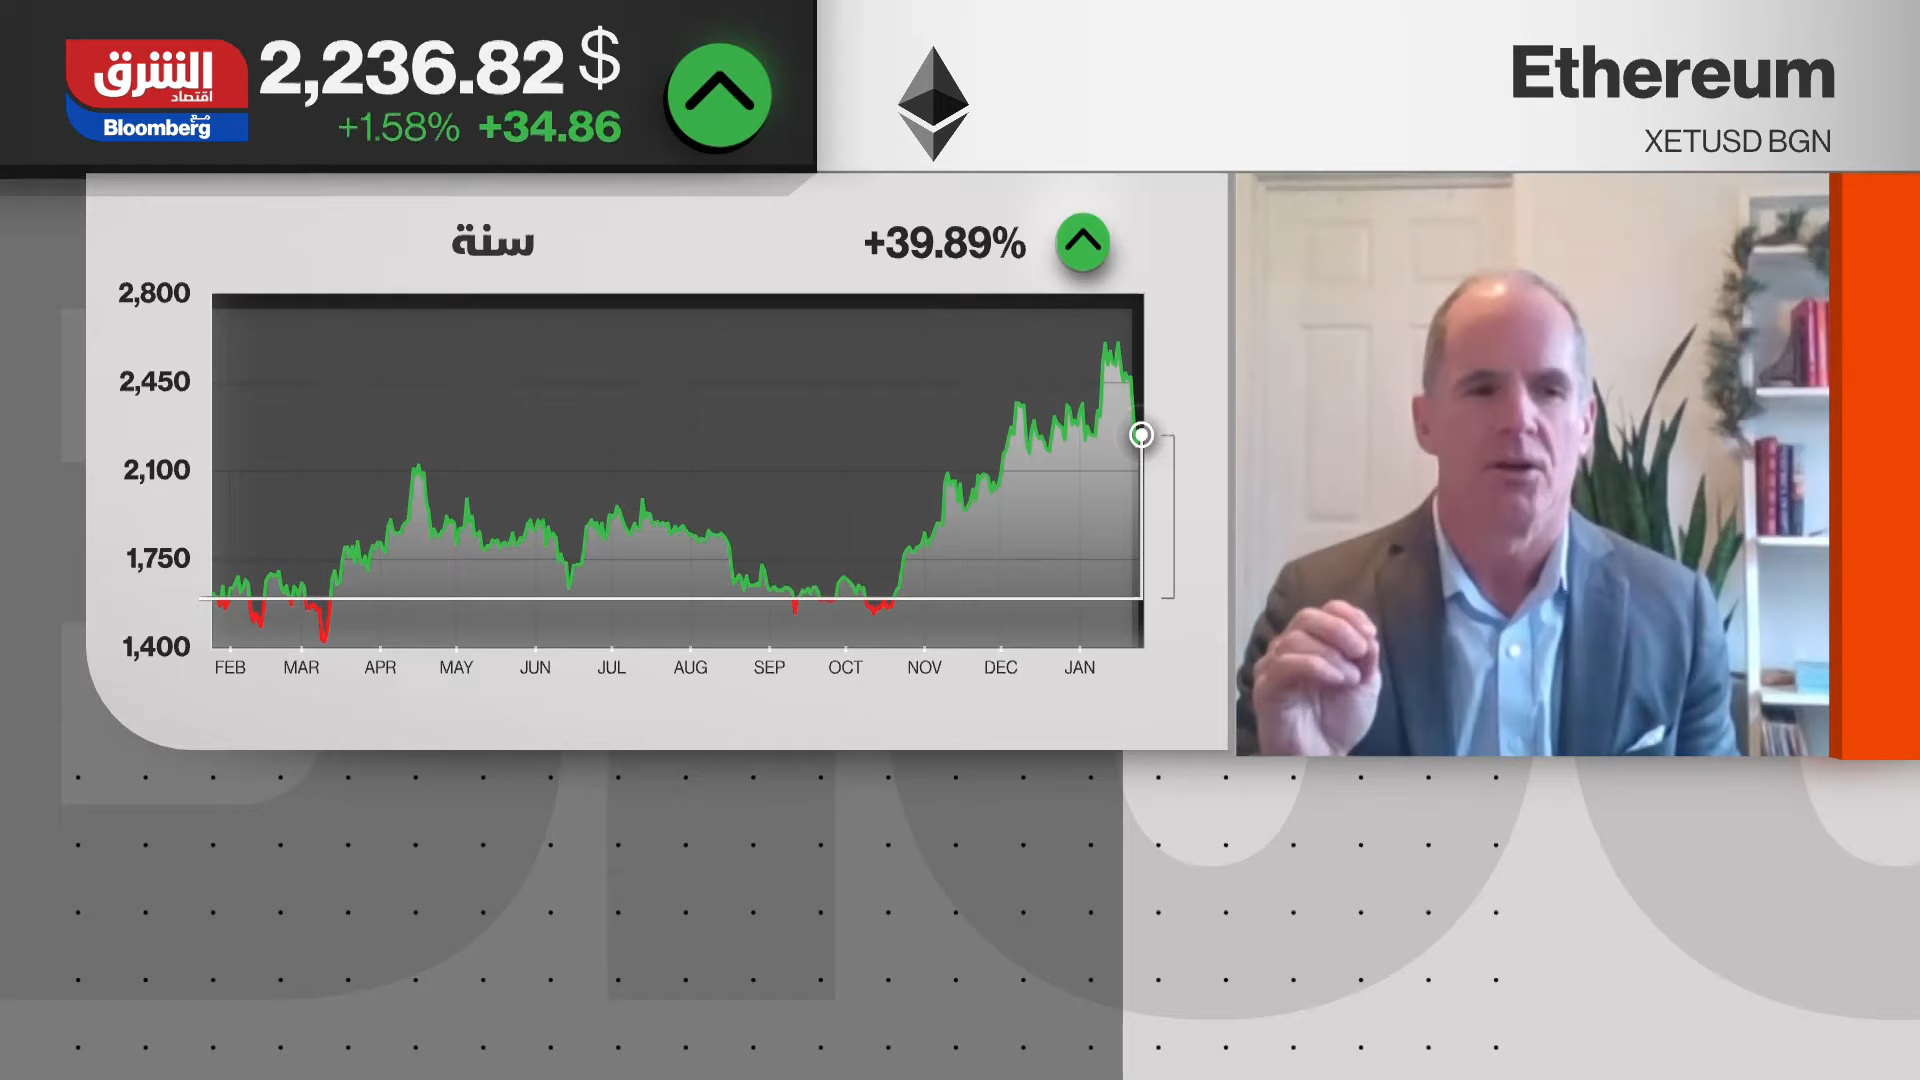 الشرق
اقتصاد
مع
Bloomberg
2,236.82 $
+1.58% +34.86
Ethereum
XETUSD BGN
سنة
+39.89%
2,800
2,450
2,100
1,750
1,400
FEB MAR APR MAY JUN JUL AUG SEP OCT NOV DEC JAN